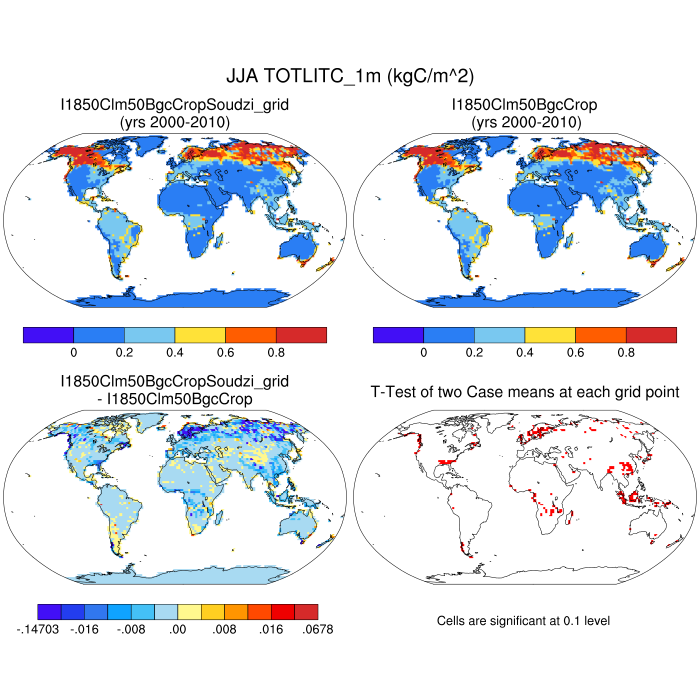 JJA TOTLITC_1m (kgC/m^2)
I1850Clm50BgcCropSoudzi_grid
(yrs 2000-2010)
I1850Clm50BgcCrop
(yrs 2000-2010)
0 0.2 0.4 0.6 0.8
0 0.2 0.4 0.6 0.8
I1850Clm50BgcCropSoudzi_grid
- I1850Clm50BgcCrop
T-Test of two Case means at each grid point
-.14703 -.016 -.008 .00 .008 .016 .0678
Cells are significant at 0.1 level